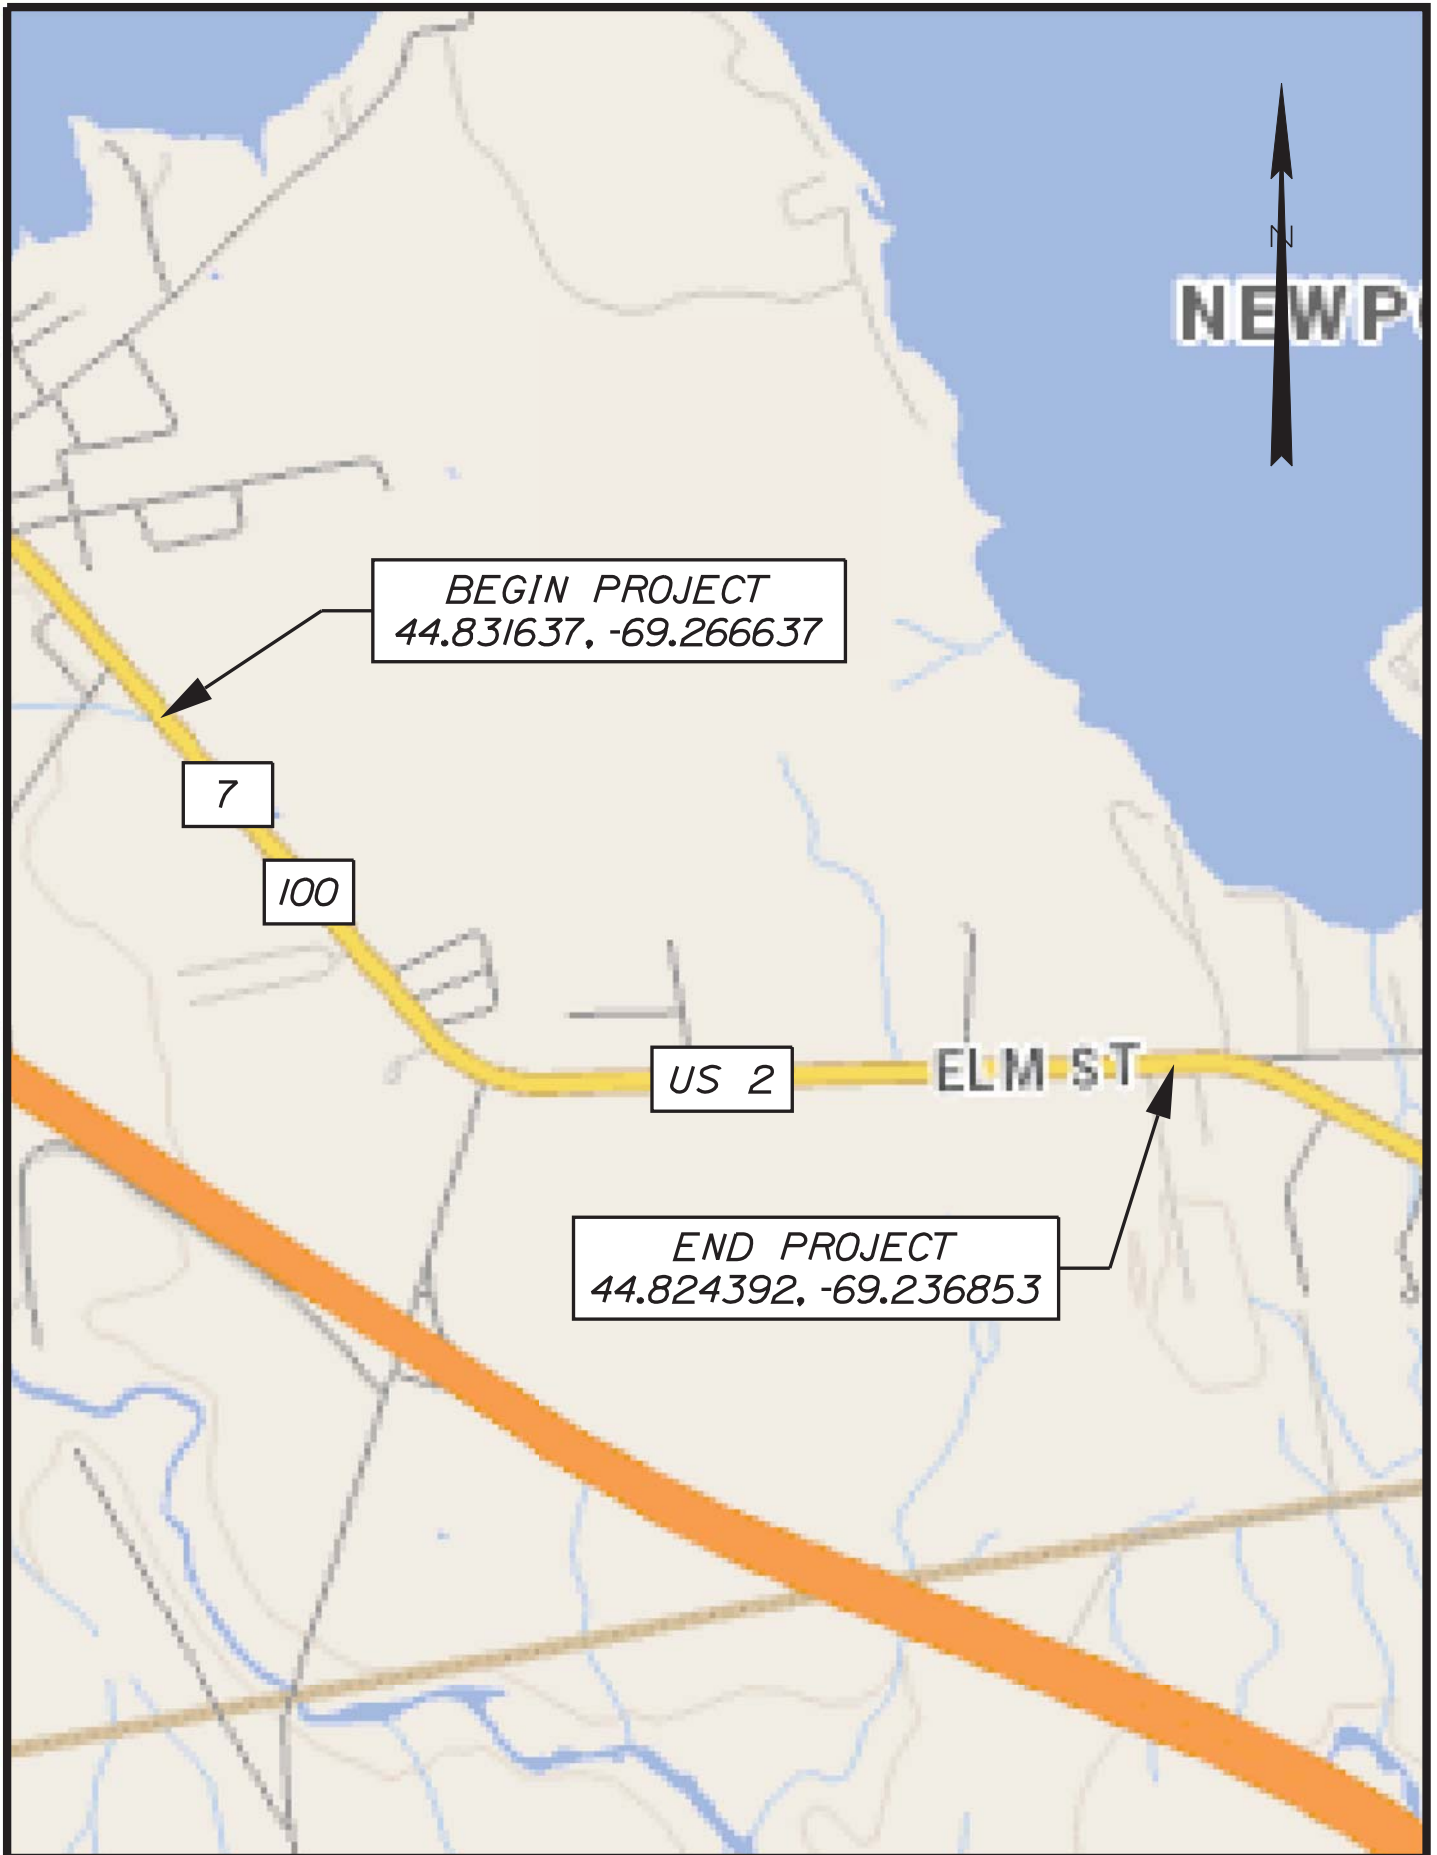 N
NEWP
BEGIN PROJECT
44.831637, -69.266637
7
100
US 2
ELM ST
END PROJECT
44.824392, -69.236853